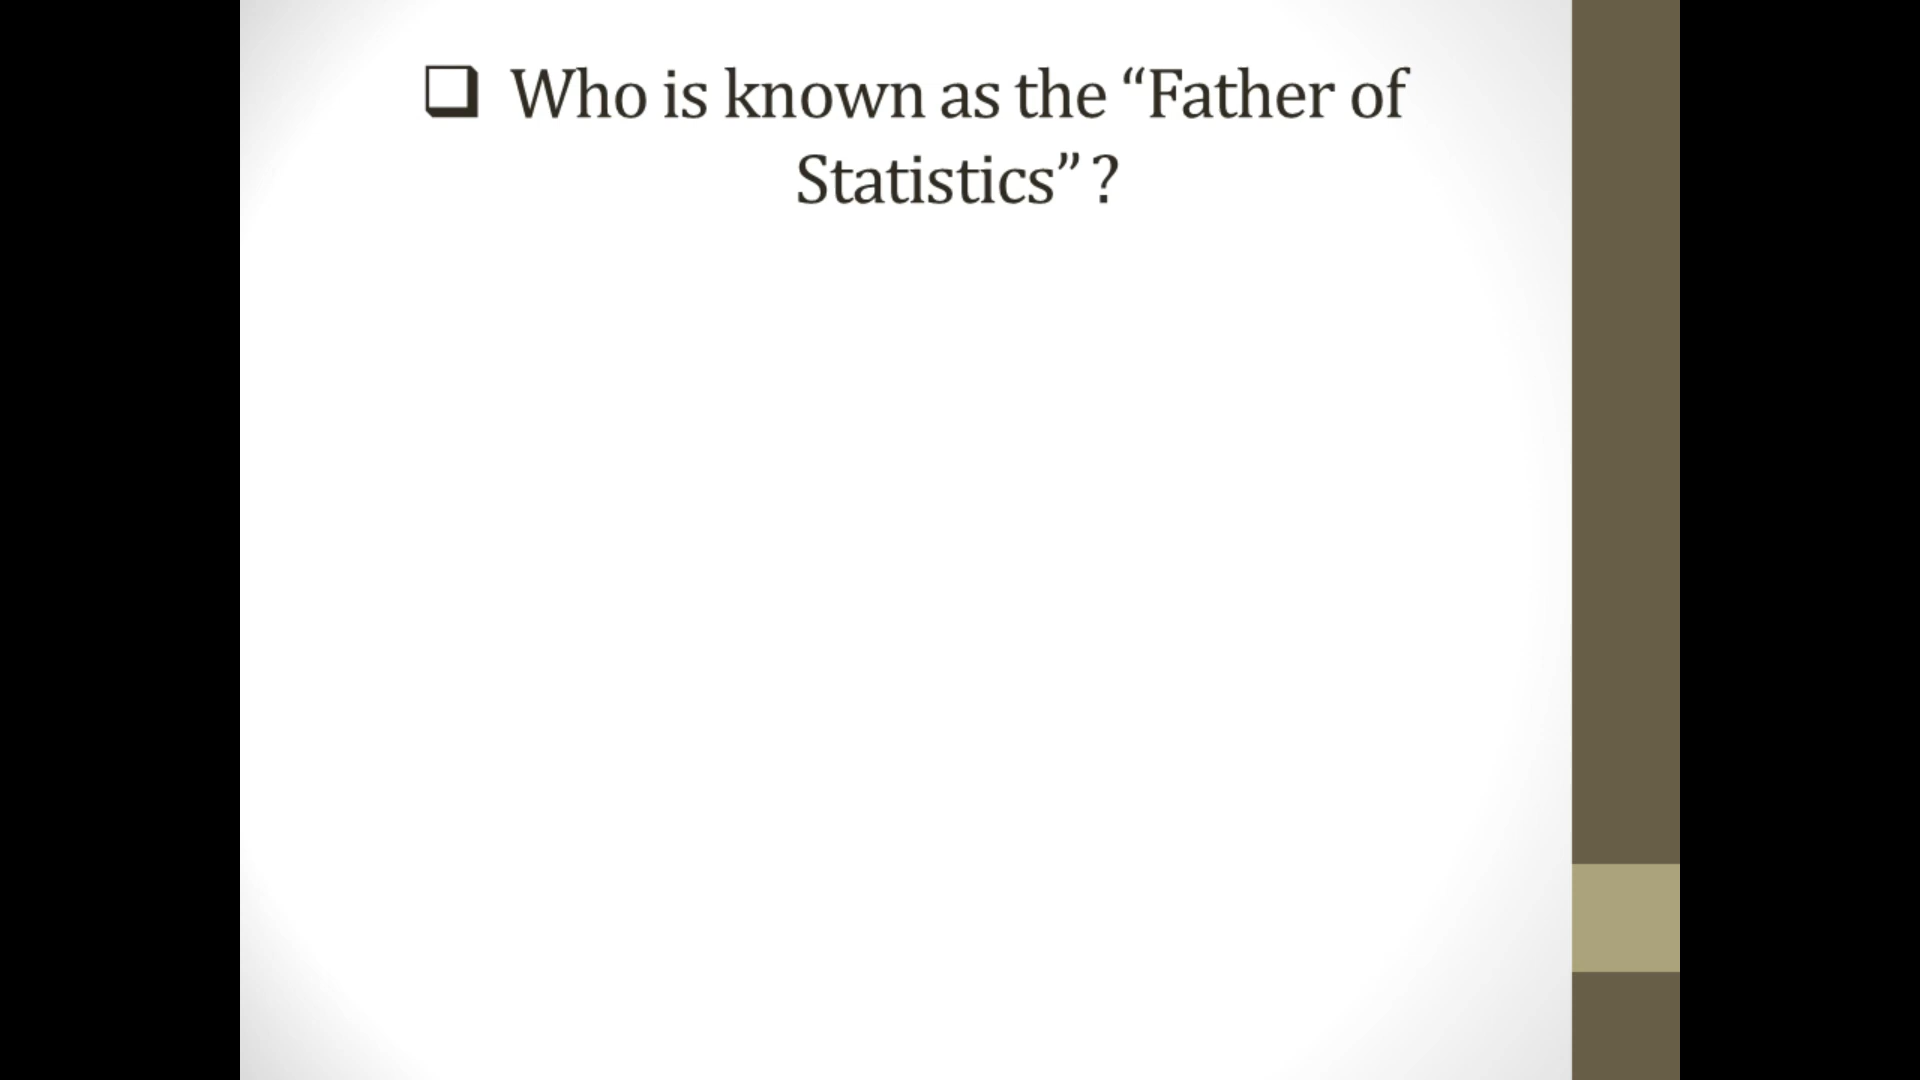 ❑ Who is known as the “Father of
Statistics” ?